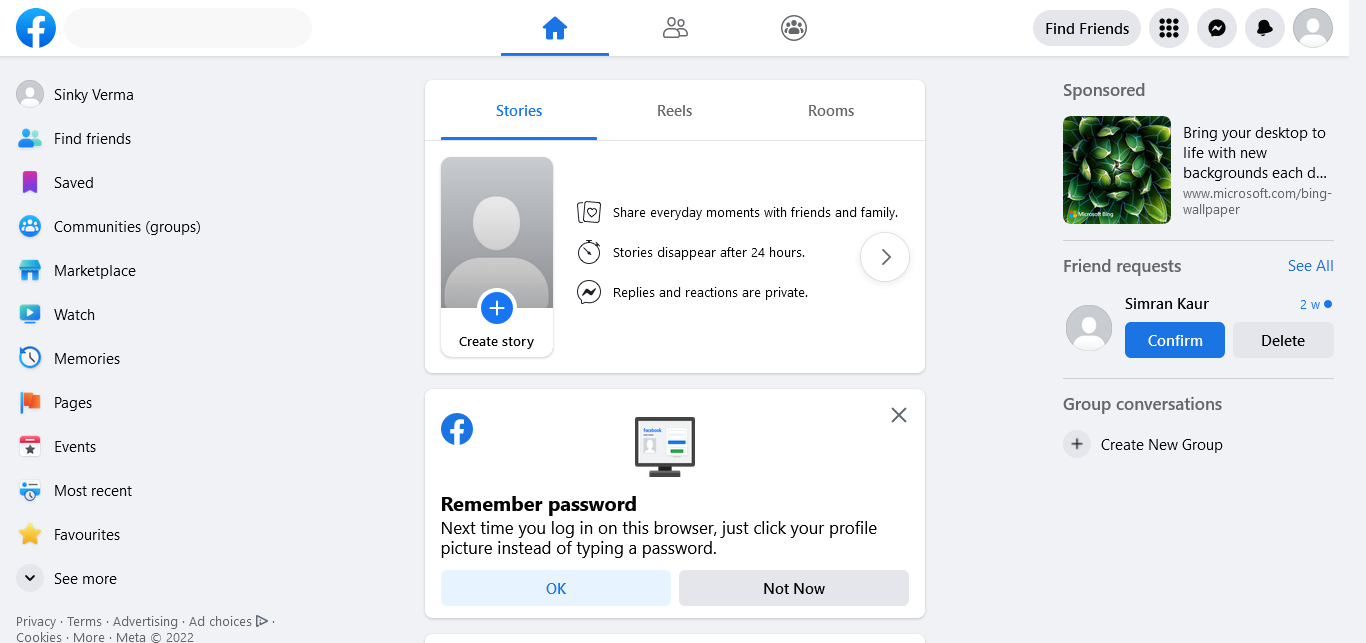 Find Friends
Sinky Verma
Find friends
Saved
Communities (groups)
Marketplace
Watch
Memories
Pages
Events
Most recent
Favourites
See more
Privacy · Terms · Advertising · Ad choices ·
Cookies · More · Meta © 2022
Stories
Reels
Rooms
Create story
Share everyday moments with friends and family.
Stories disappear after 24 hours.
Replies and reactions are private.
facebook
Remember password
Next time you log in on this browser, just click your profile
picture instead of typing a password.
OK
Not Now
Sponsored
Microsoft Bing
Bring your desktop to
life with new
backgrounds each d...
www.microsoft.com/bing-
wallpaper
Friend requests
See All
Simran Kaur
2 w
Confirm
Delete
Group conversations
Create New Group